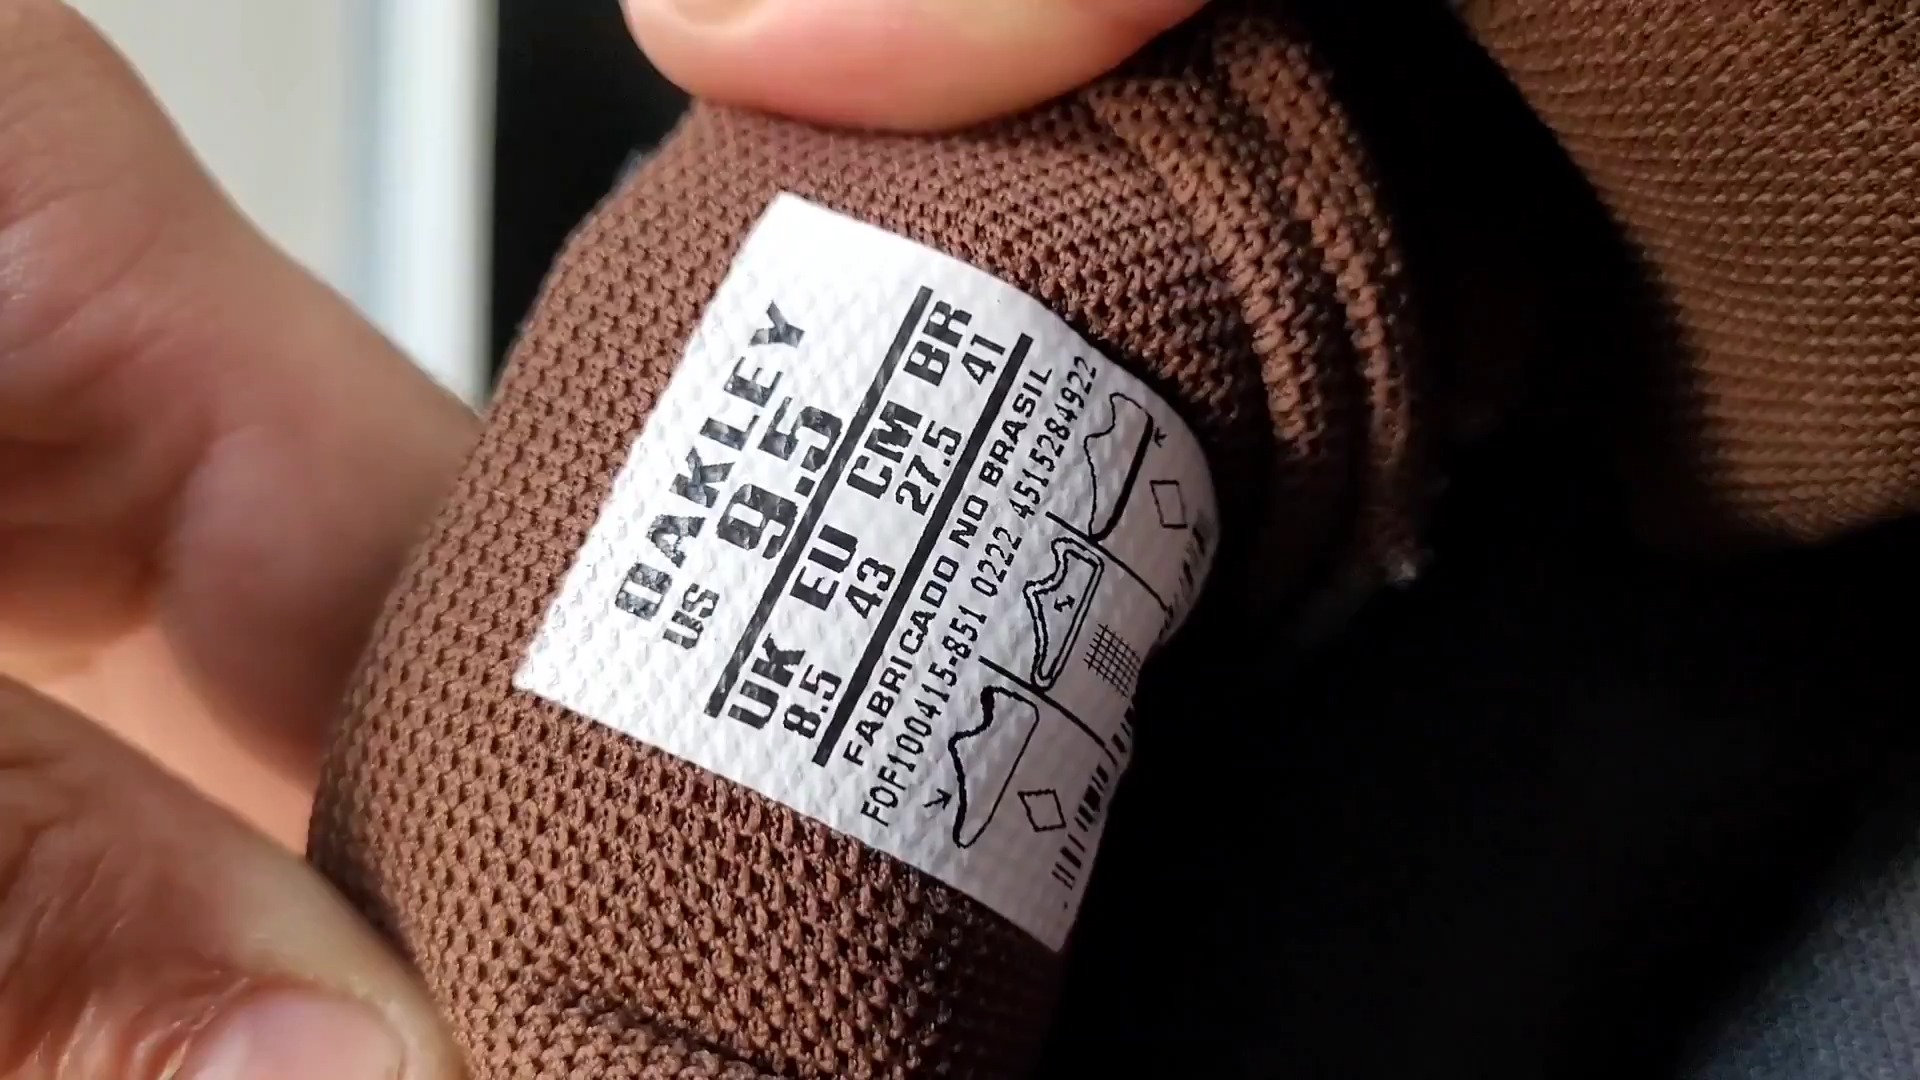 OAKLEY
US 9.5
UK EU CM BR
8.5 43 27.5 41
FABRICADO NO BRASIL
FOF100415-851 0222 4515284922